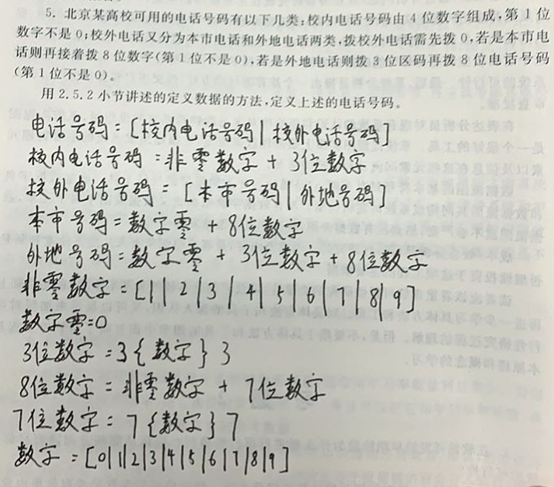 5. 北京某高校可用的电话号码有以下几类:校内电话号码由 4 位数字组成,第 1 位
数字不是 0;校外电话又分为本市电话和外地电话两类,拨校外电话需先拨 0,若是本市电
话则再接着拨 8 位数字(第 1 位不是 0),若是外地电话则拨 3 位区码再拨 8 位电话号码
(第 1 位不是 0)。
用 2.5.2 小节讲述的定义数据的方法,定义上述的电话号码。
电话号码 = [校内电话号码 | 校外电话号码]
校内电话号码 = 非零数字 + 3位数字
校外电话号码 = [本市号码 | 外地号码]
本市号码 = 数字零 + 8位数字
外地号码 = 数字零 + 3位数字 + 8位数字
非零数字 = [1|2|3|4|5|6|7|8|9]
数字零=0
3位数字 = 3{数字}3
8位数字 = 非零数字 + 7位数字
7位数字 = 7{数字}7
数字 = [0|1|2|3|4|5|6|7|8|9]